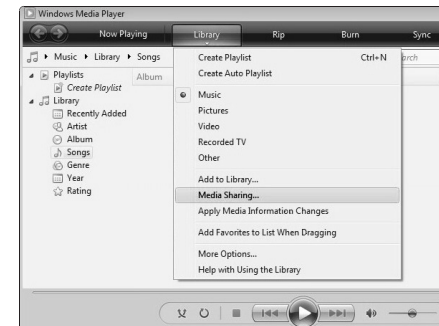 Windows Media Player
Now Playing Library Rip Burn Sync
Music Library Songs
Playlists
Create Playlist
Library
Recently Added
Artist
Album
Songs
Genre
Year
Rating
Album
Create Playlist Ctrl+N
Create Auto Playlist
Music
Pictures
Video
Recorded TV
Other
Add to Library...
Media Sharing...
Apply Media Information Changes
Add Favorites to List When Dragging
More Options...
Help with Using the Library